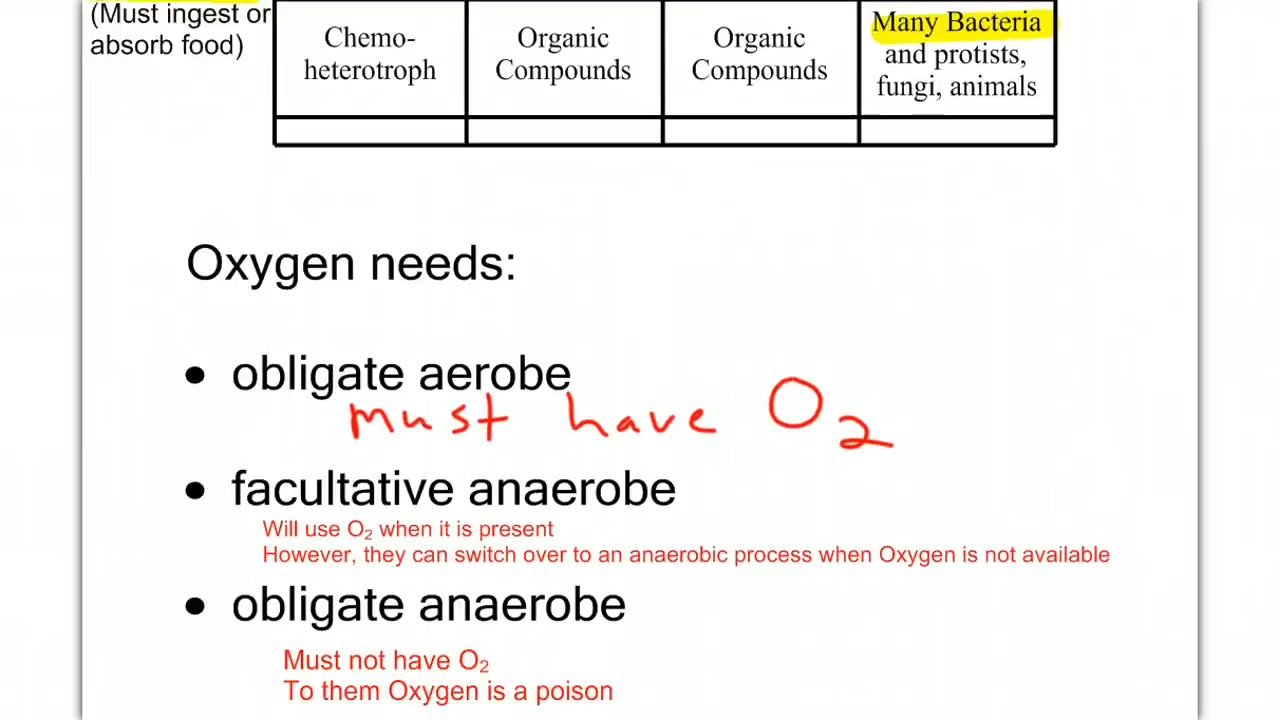 (Must ingest or
absorb food)
Chemo-
heterotroph
Organic
Compounds
Organic
Compounds
Many Bacteria
and protists,
fungi, animals
Oxygen needs:
• obligate aerobe
must have O₂
• facultative anaerobe
Will use O₂ when it is present
However, they can switch over to an anaerobic process when Oxygen is not available
• obligate anaerobe
Must not have O₂
To them Oxygen is a poison